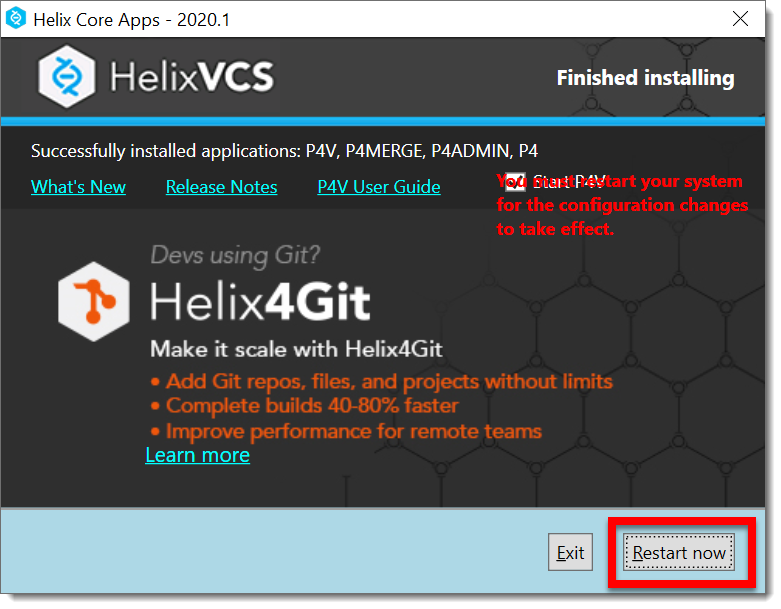 Helix Core Apps - 2020.1
HelixVCS
Finished installing
Successfully installed applications: P4V, P4MERGE, P4ADMIN, P4
What's New Release Notes P4V User Guide
Start P4V
You must restart your system
for the configuration changes
to take effect.
Devs using Git?
Helix4Git
Make it scale with Helix4Git
• Add Git repos, files, and projects without limits
• Complete builds 40-80% faster
• Improve performance for remote teams
Learn more
Exit Restart now